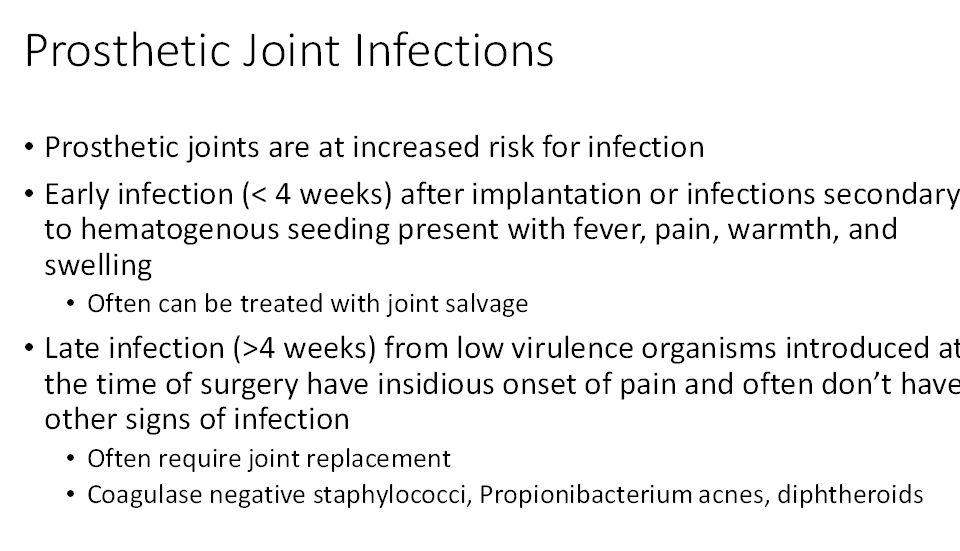 Prosthetic Joint Infections
• Prosthetic joints are at increased risk for infection
• Early infection (< 4 weeks) after implantation or infections secondary
to hematogenous seeding present with fever, pain, warmth, and
swelling
• Often can be treated with joint salvage
• Late infection (>4 weeks) from low virulence organisms introduced at
the time of surgery have insidious onset of pain and often don’t have
other signs of infection
• Often require joint replacement
• Coagulase negative staphylococci, Propionibacterium acnes, diphtheroids